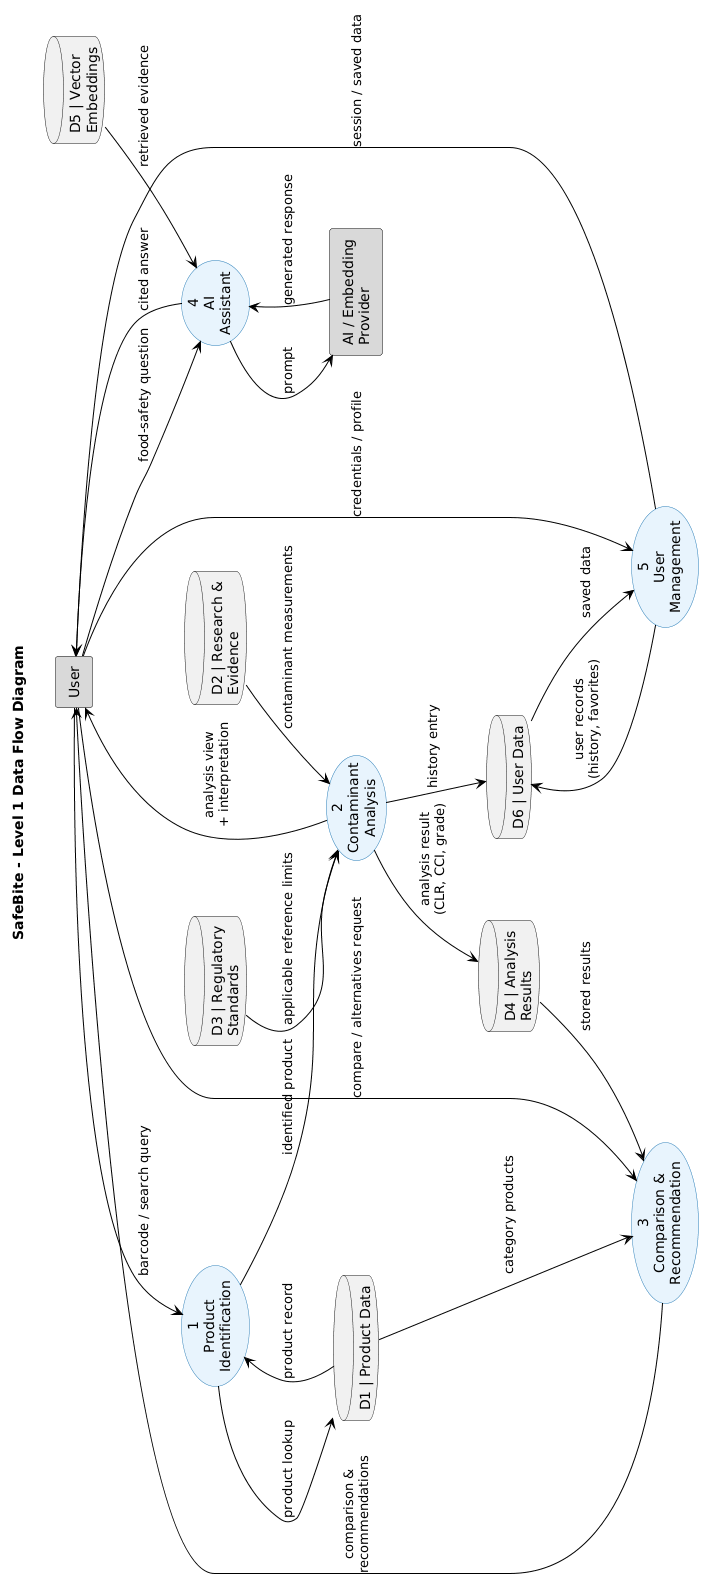 SafeBite - Level 1 Data Flow Diagram
User
barcode / search query
food-safety question
cited answer
retrieved evidence
D5 | Vector
Embeddings
1
Product
Identification
D3 | Regulatory
Standards
analysis view
+ interpretation
D2 | Research &
Evidence
4
AI
Assistant
product lookup
product record
identified product
applicable reference limits
contaminant measurements
prompt
generated response
comparison &
recommendations
D1 | Product Data
compare / alternatives request
2
Contaminant
Analysis
credentials / profile
AI / Embedding
Provider
session / saved data
analysis result
(CLR, CCI, grade)
history entry
category products
D4 | Analysis
Results
D6 | User Data
stored results
user records
(history, favorites)
saved data
3
Comparison &
Recommendation
5
User
Management